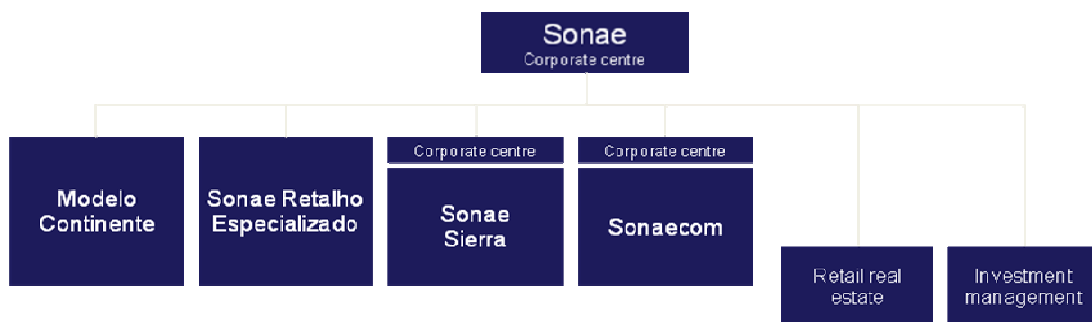 Sonae
Corporate centre
Modelo
Continente
Sonae Retalho
Especializado
Corporate centre
Sonae
Sierra
Corporate centre
Sonaecom
Retail real
estate
Investment
management